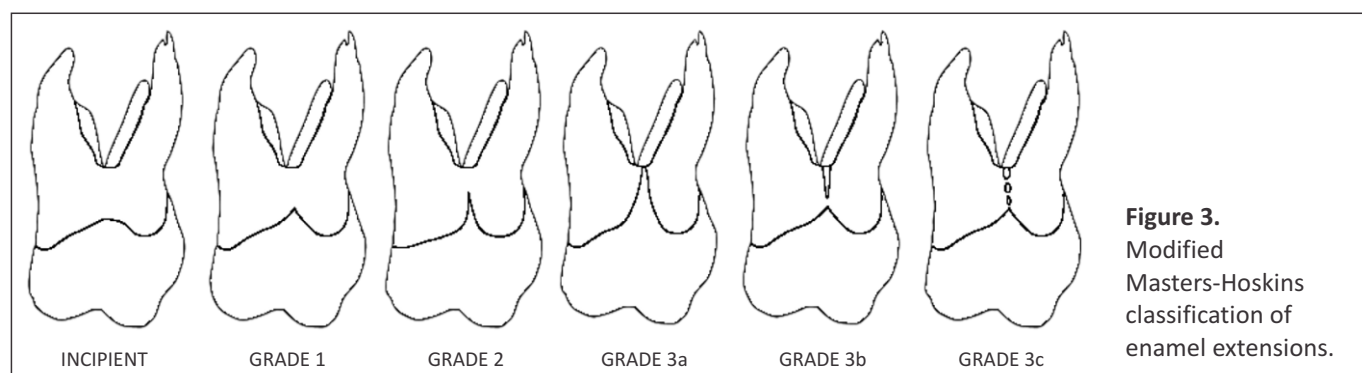 INCIPIENT
GRADE 1
GRADE 2
GRADE 3a
GRADE 3b
GRADE 3c
Figure 3.
Modified
Masters-Hoskins
classification of
enamel extensions.